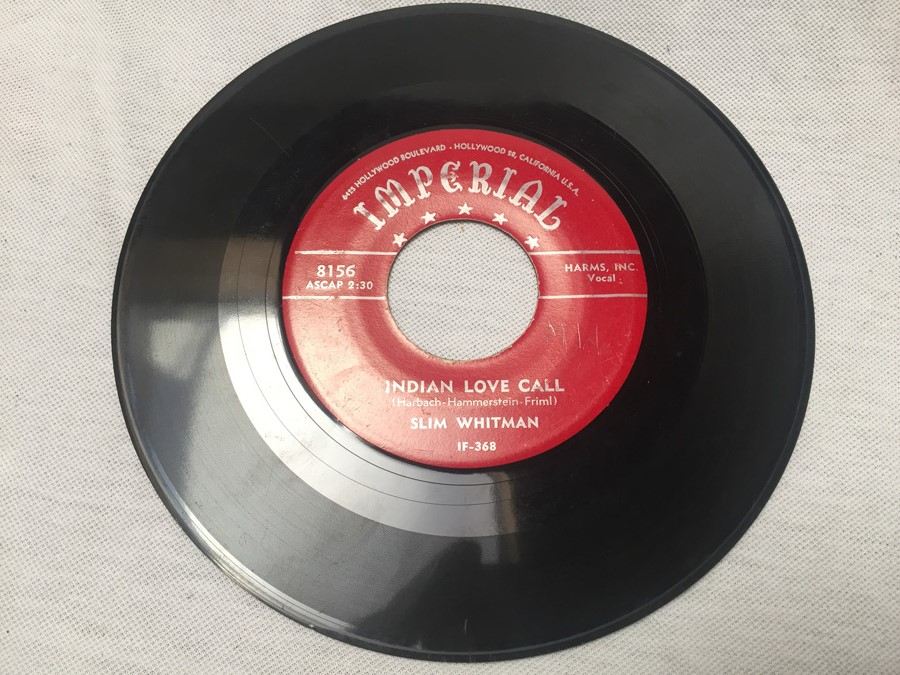 6425 HOLLYWOOD BOULEVARD - HOLLYWOOD 28, CALIFORNIA U.S.A.
IMPERIAL
8156
ASCAP 2:30
HARMS, INC.
Vocal
INDIAN LOVE CALL
(Harbach-Hammerstein-Friml)
SLIM WHITMAN
IF-368